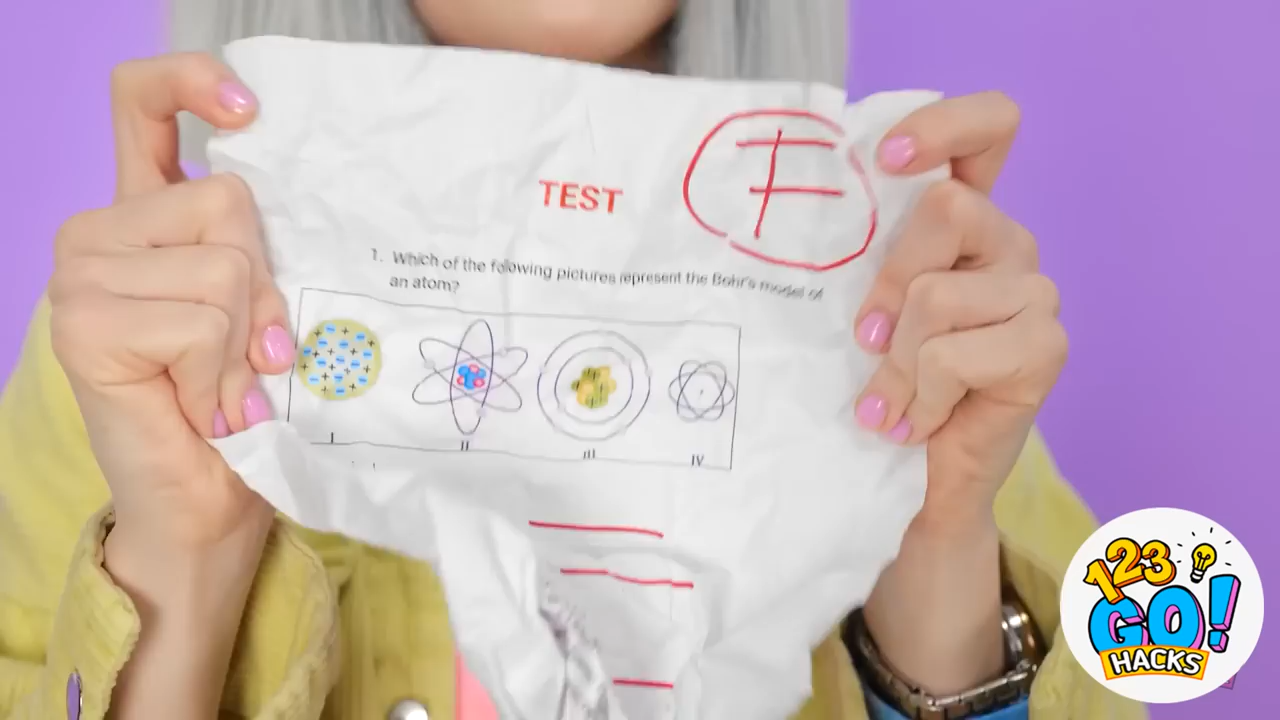 F
TEST
1. Which of the following pictures represent the Bohr's model of
an atom?
I II III IV
123
GO!
HACKS